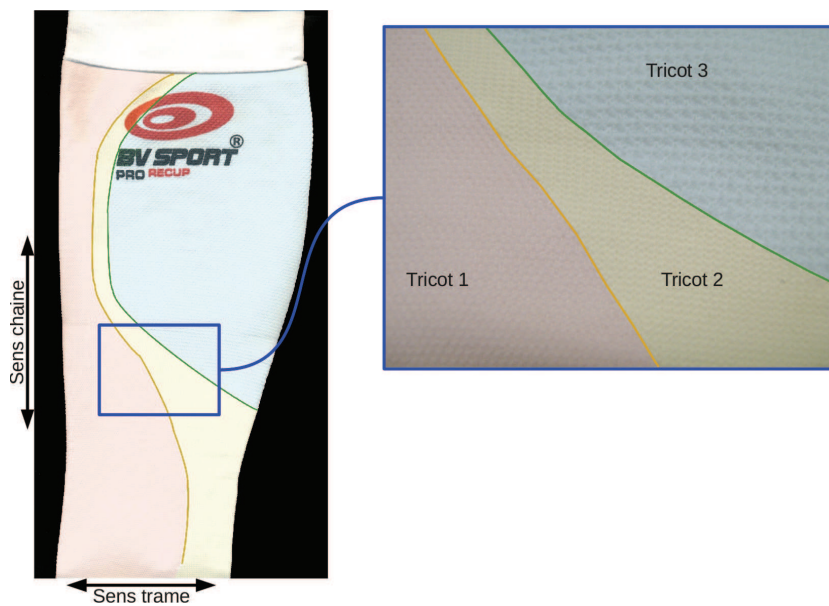 BV SPORT®
PRO RECUP
Sens chaine
Sens trame
Tricot 3
Tricot 1
Tricot 2